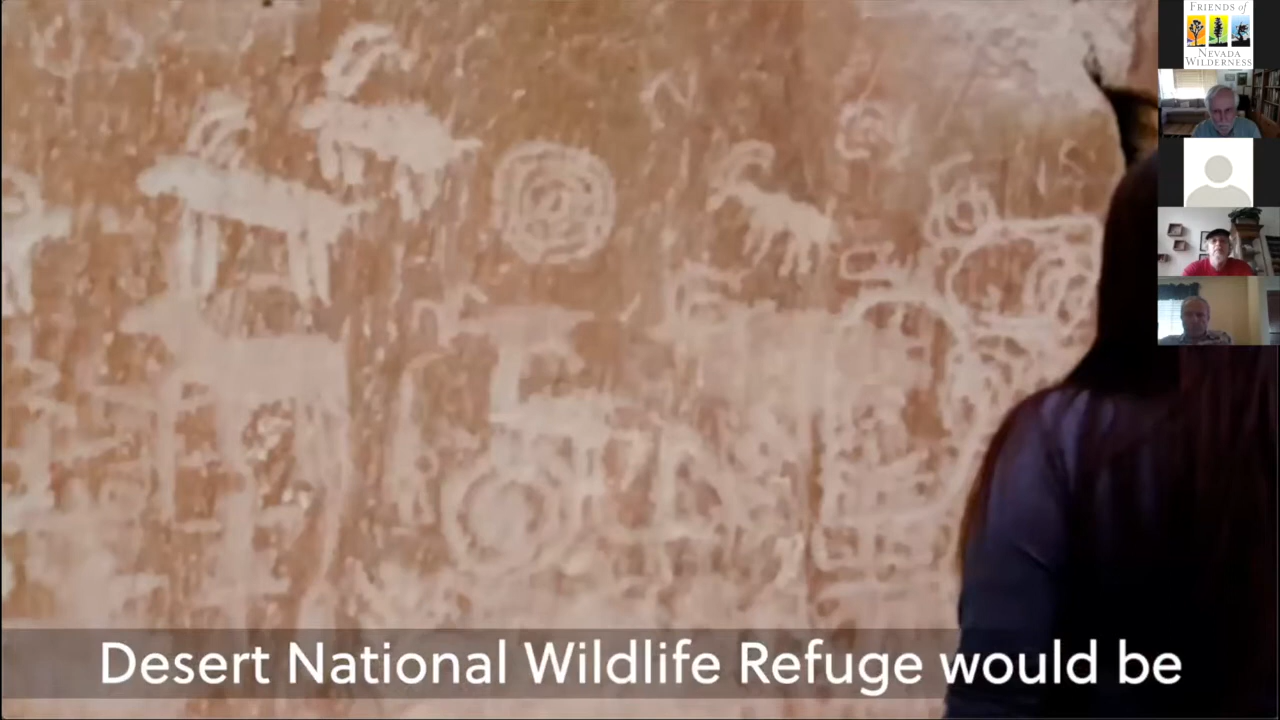 FRIENDS of
NEVADA
WILDERNESS
Desert National Wildlife Refuge would be